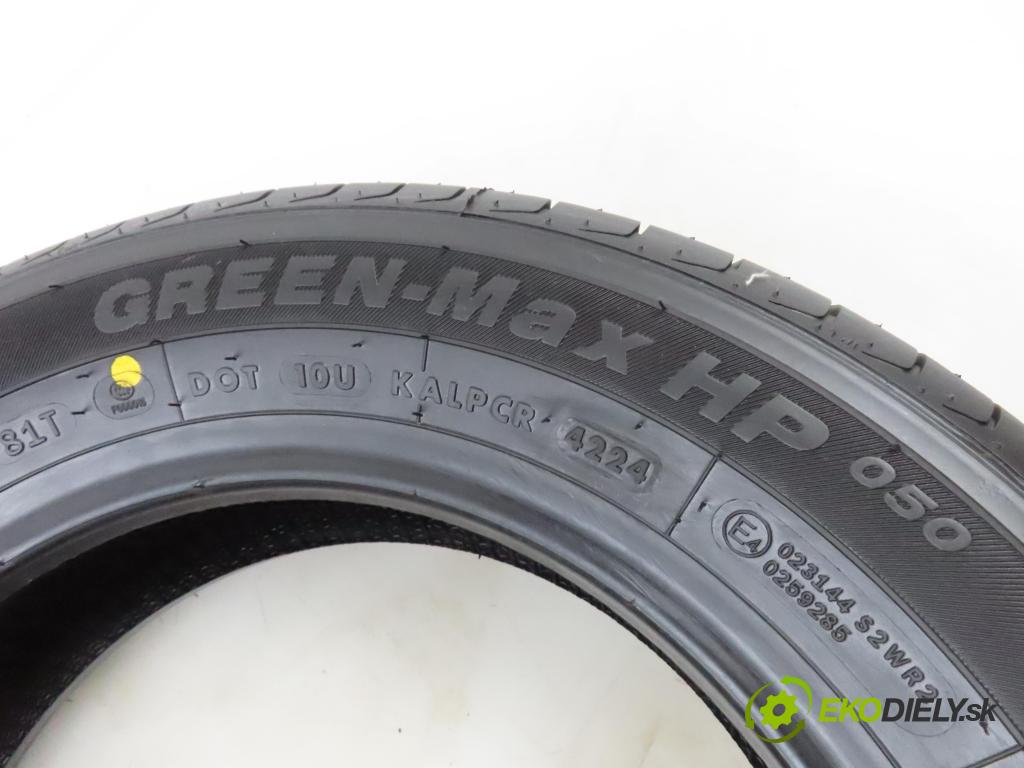 GREEN-Max HP 050
81T
DOT 10U KALPCR 4224
E4
023144 S2WR2
0259285
EKODIELY.sk